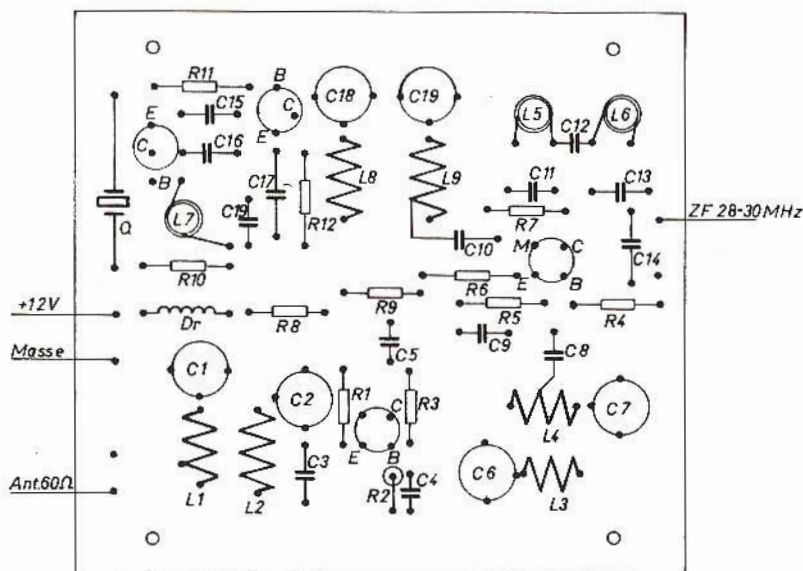 R11
B
C15
C
C18
C19
L5
L6
E
E
C12
C
C16
B
C17
L8
L9
C11
C13
L7
C19
R12
R7
ZF 28-30MHz
Q
C10
M
C
C14
R10
R6
E
B
+12V
Dr
R8
R9
R5
R4
Masse
C5
C9
C8
C1
C2
R1
C
R3
C7
L4
E
B
C3
C6
Ant.60Ω
L1
L2
R2
C4
L3